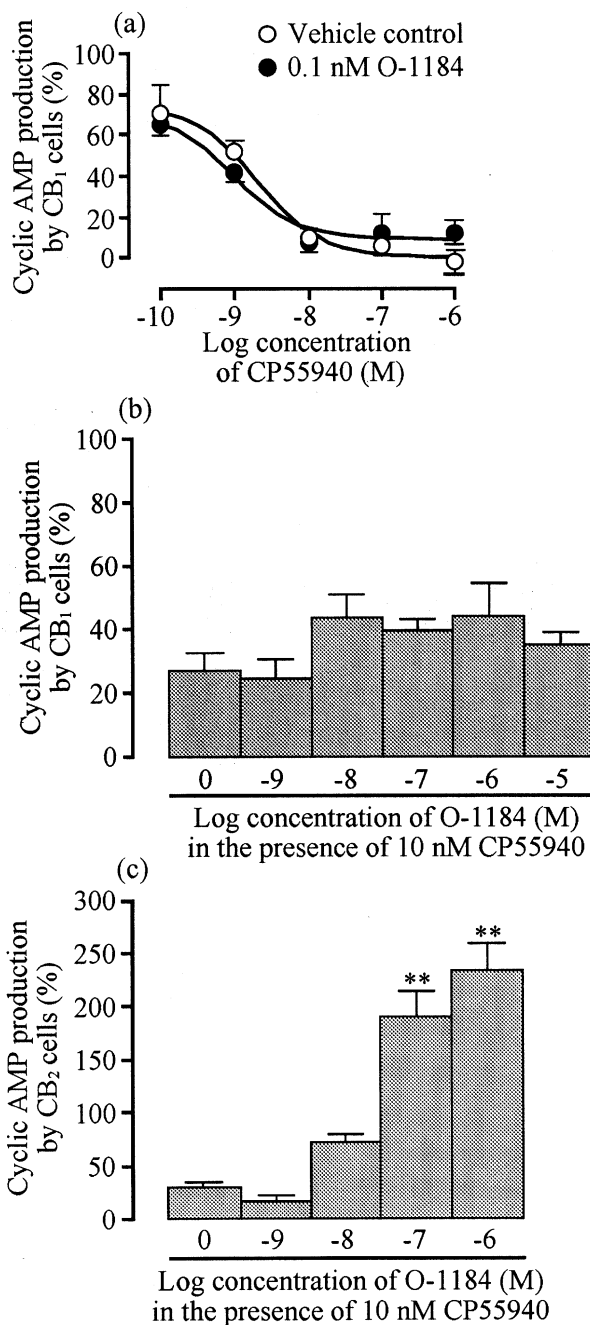 (a)
○ Vehicle control
● 0.1 nM O-1184
Cyclic AMP production
by CB₁ cells (%)
100
80
60
40
20
0
-10 -9 -8 -7 -6
Log concentration
of CP55940 (M)
(b)
Cyclic AMP production
by CB₁ cells (%)
100
80
60
40
20
0
0 -9 -8 -7 -6 -5
Log concentration of O-1184 (M)
in the presence of 10 nM CP55940
(c)
Cyclic AMP production
by CB₂ cells (%)
300
250
200
150
100
50
0
** **
0 -9 -8 -7 -6
Log concentration of O-1184 (M)
in the presence of 10 nM CP55940